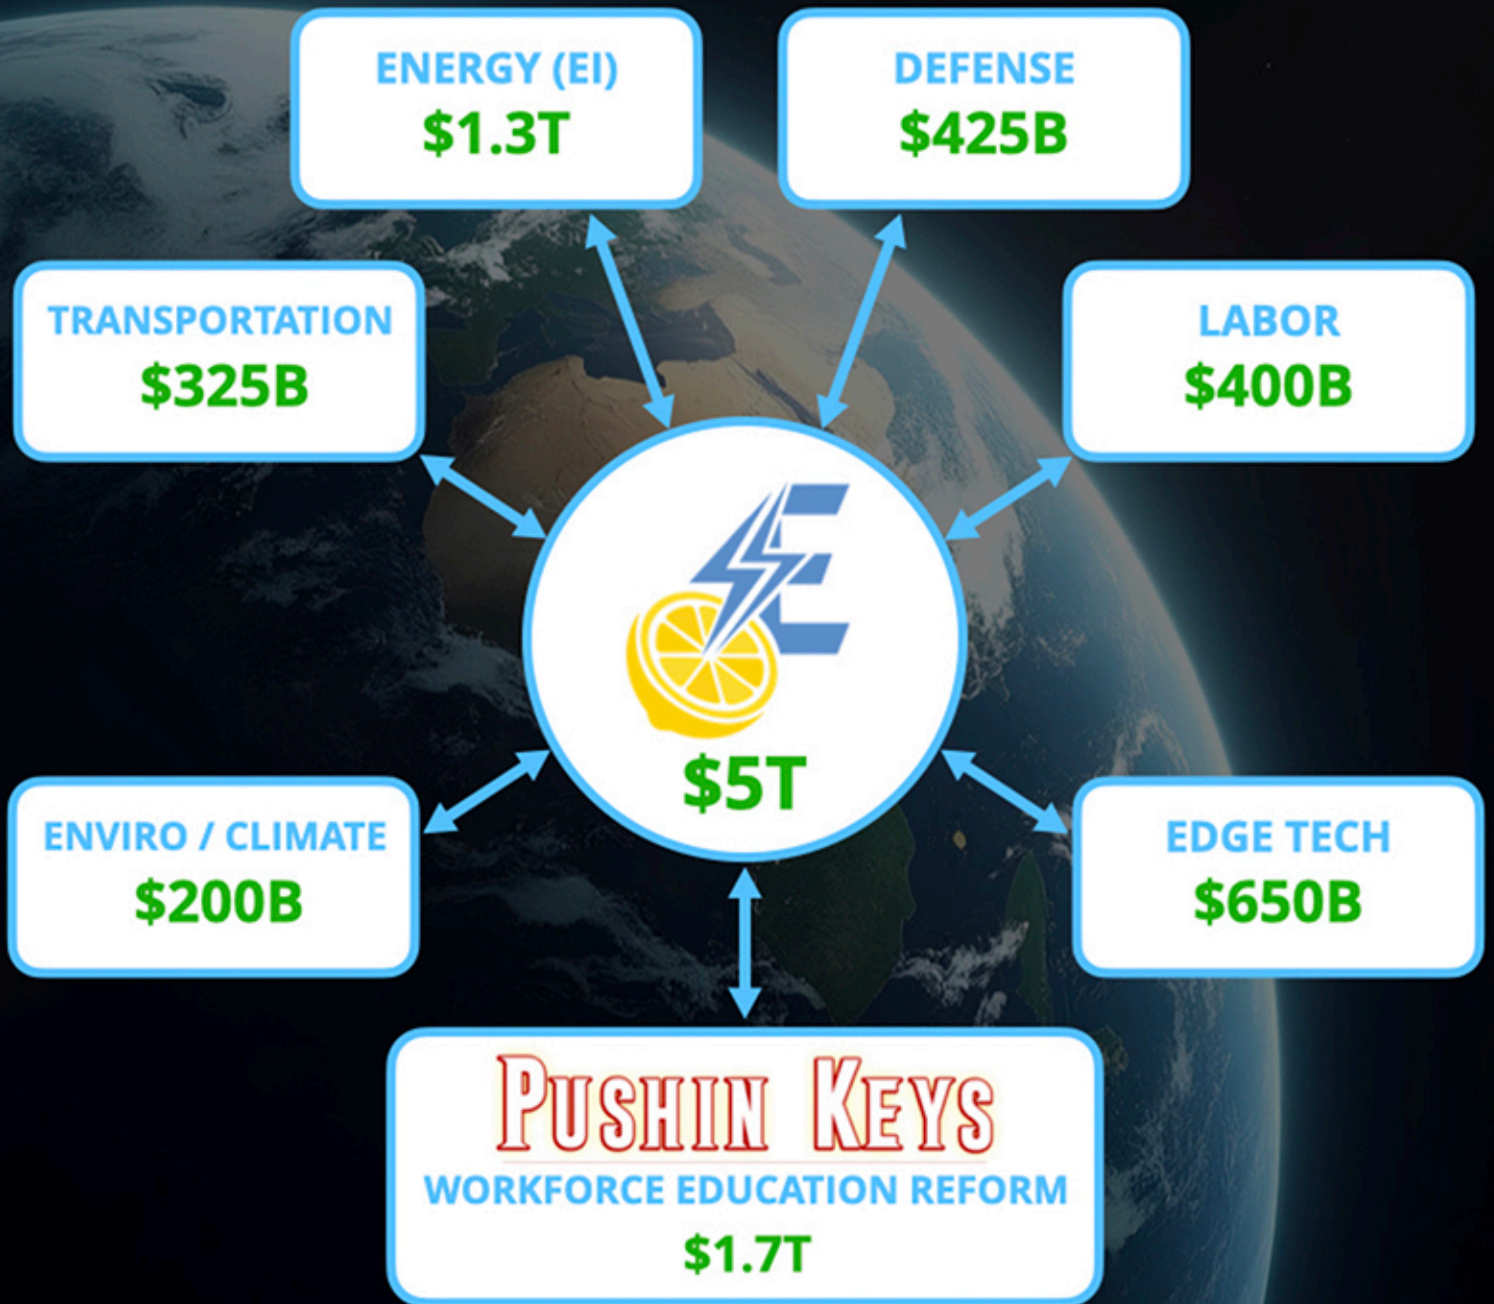 ENERGY (EI)
$1.3T
DEFENSE
$425B
TRANSPORTATION
$325B
LABOR
$400B
E
$5T
ENVIRO / CLIMATE
$200B
EDGE TECH
$650B
PUSHIN KEYS
WORKFORCE EDUCATION REFORM
$1.7T